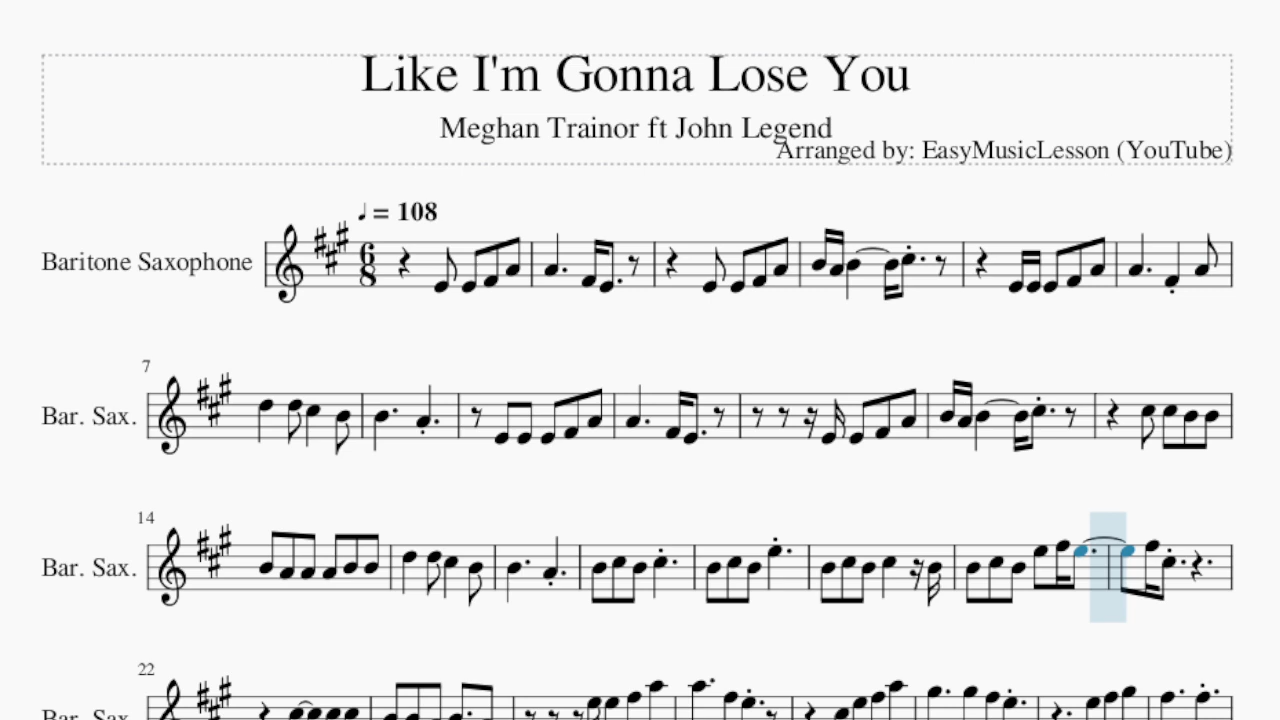 Like I'm Gonna Lose You
Meghan Trainor ft John Legend
Arranged by: EasyMusicLesson (YouTube)
♩ = 108
Baritone Saxophone
6
8
7
Bar. Sax.
14
Bar. Sax.
22
Bar. Sax.